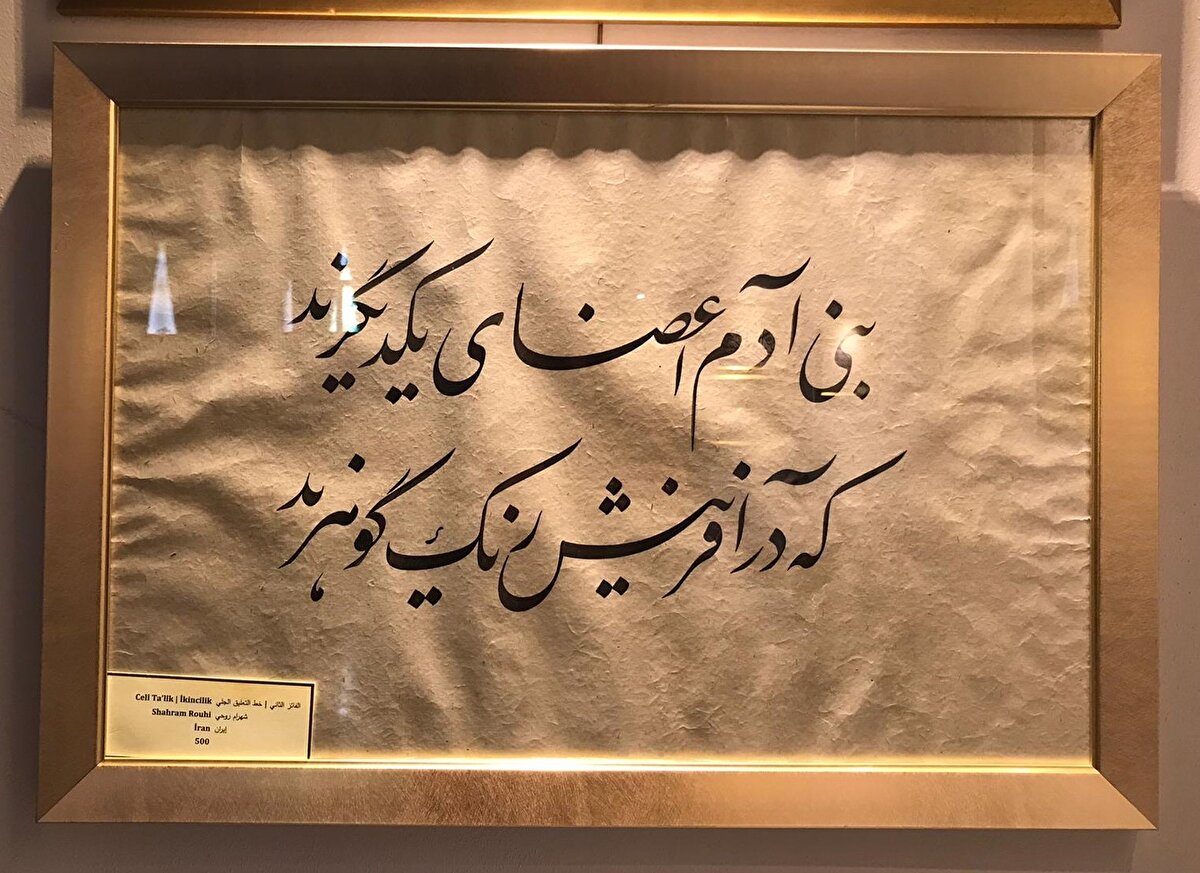 بنی آدم اعضای یکدیگرند
که در آفرینش ز یک گوهرند
Celi Ta'lik | İkincilik الفائز الثاني | خط التعليق الجلي
Shahram Rouhi شهرام روحي
İran إيران
500